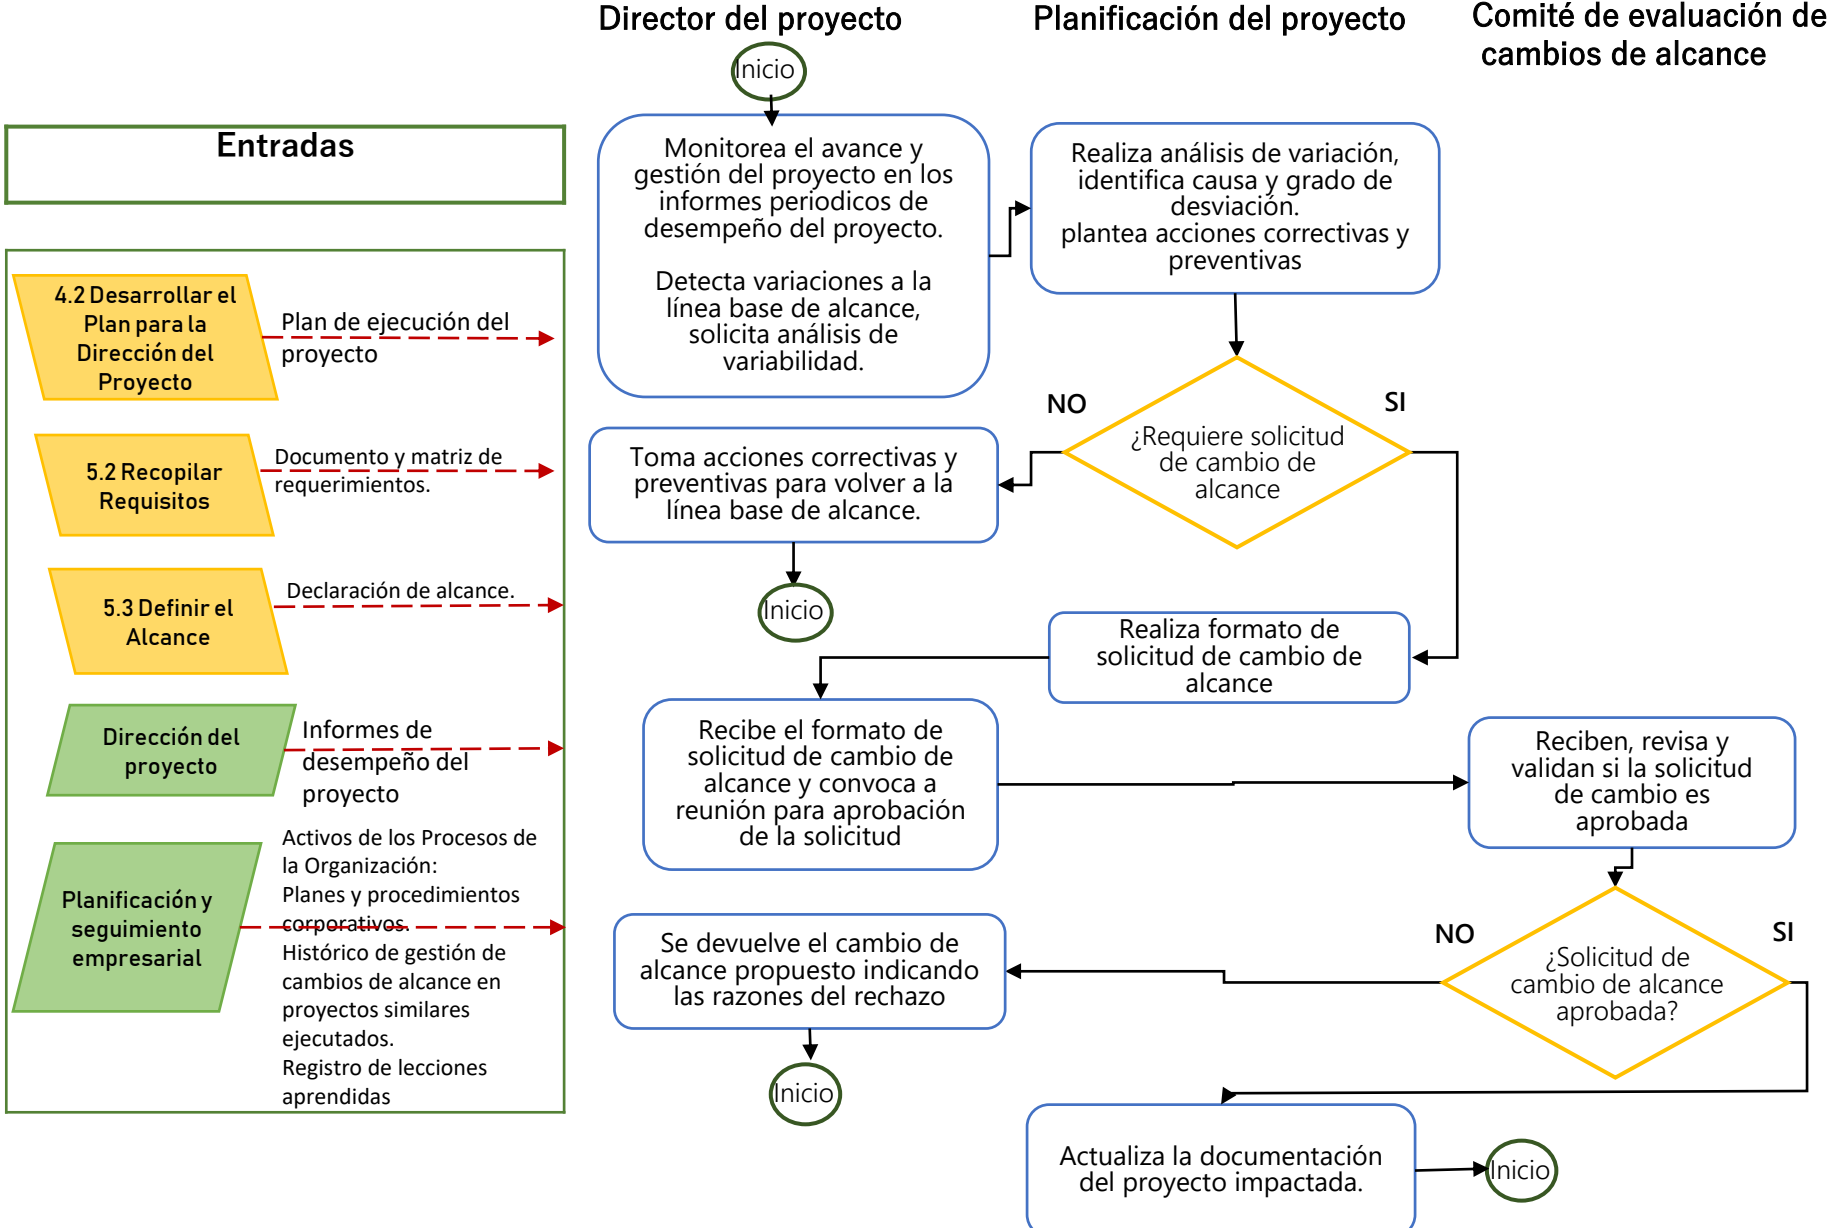 Director del proyecto
Planificación del proyecto
Comité de evaluación de
cambios de alcance
Entradas
4.2 Desarrollar el
Plan para la
Dirección del
Proyecto
Plan de ejecución del
proyecto
5.2 Recopilar
Requisitos
Documento y matriz de
requerimientos.
5.3 Definir el
Alcance
Declaración de alcance.
Dirección del
proyecto
Informes de
desempeño del
proyecto
Planificación y
seguimiento
empresarial
Activos de los Procesos de
la Organización:
Planes y procedimientos
corporativos.
Histórico de gestión de
cambios de alcance en
proyectos similares
ejecutados.
Registro de lecciones
aprendidas
Inicio
Monitorea el avance y
gestión del proyecto en los
informes periodicos de
desempeño del proyecto.
Detecta variaciones a la
línea base de alcance,
solicita análisis de
variabilidad.
Realiza análisis de variación,
identifica causa y grado de
desviación.
plantea acciones correctivas y
preventivas
NO
SI
¿Requiere solicitud
de cambio de
alcance
Toma acciones correctivas y
preventivas para volver a la
línea base de alcance.
Inicio
Realiza formato de
solicitud de cambio de
alcance
Recibe el formato de
solicitud de cambio de
alcance y convoca a
reunión para aprobación
de la solicitud
Reciben, revisa y
validan si la solicitud
de cambio es
aprobada
NO
SI
¿Solicitud de
cambio de alcance
aprobada?
Se devuelve el cambio de
alcance propuesto indicando
las razones del rechazo
Inicio
Actualiza la documentación
del proyecto impactada.
Inicio